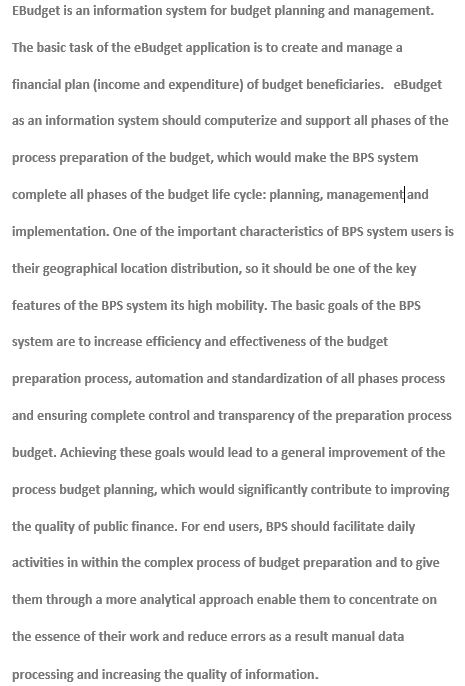 EBudget is an information system for budget planning and management.
The basic task of the eBudget application is to create and manage a
financial plan (income and expenditure) of budget beneficiaries.   eBudget
as an information system should computerize and support all phases of the
process preparation of the budget, which would make the BPS system
complete all phases of the budget life cycle: planning, management and
implementation. One of the important characteristics of BPS system users is
their geographical location distribution, so it should be one of the key
features of the BPS system its high mobility. The basic goals of the BPS
system are to increase efficiency and effectiveness of the budget
preparation process, automation and standardization of all phases process
and ensuring complete control and transparency of the preparation process
budget. Achieving these goals would lead to a general improvement of the
process budget planning, which would significantly contribute to improving
the quality of public finance. For end users, BPS should facilitate daily
activities in within the complex process of budget preparation and to give
them through a more analytical approach enable them to concentrate on
the essence of their work and reduce errors as a result manual data
processing and increasing the quality of information.